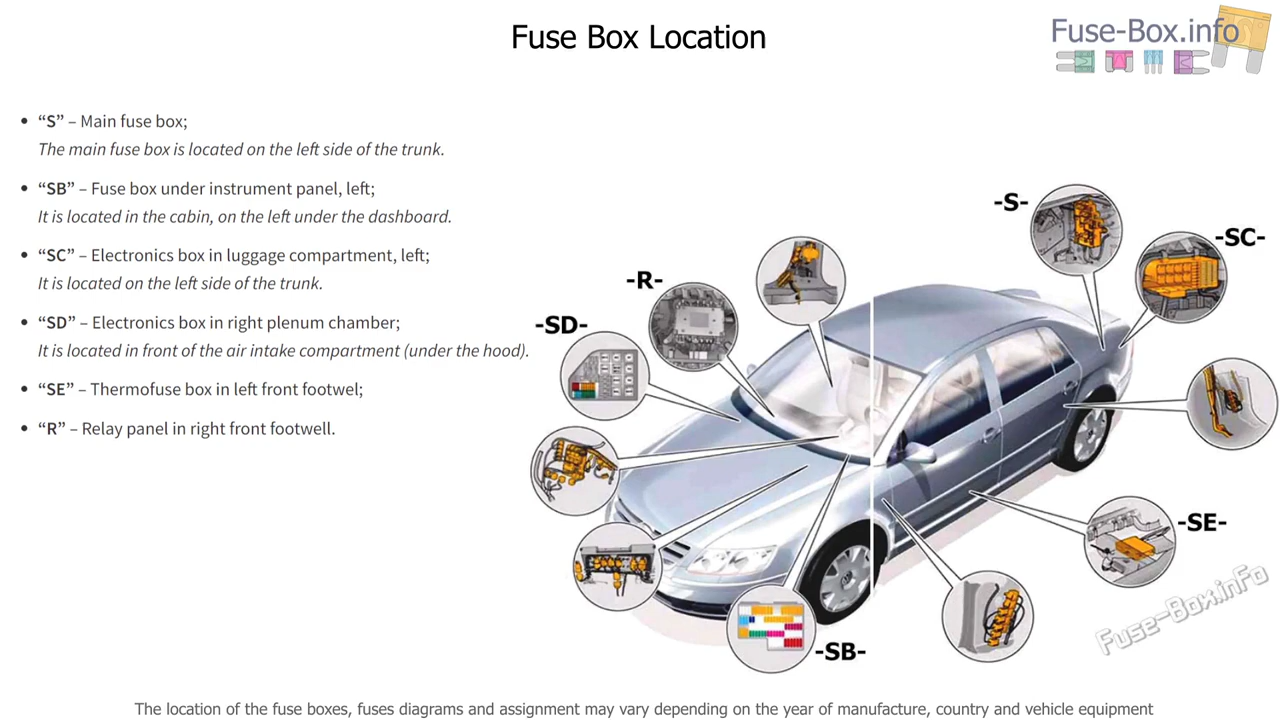 Fuse Box Location
Fuse-Box.info
“S” – Main fuse box;
The main fuse box is located on the left side of the trunk.
“SB” – Fuse box under instrument panel, left;
It is located in the cabin, on the left under the dashboard.
“SC” – Electronics box in luggage compartment, left;
It is located on the left side of the trunk.
“SD” – Electronics box in right plenum chamber;
It is located in front of the air intake compartment (under the hood).
“SE” – Thermofuse box in left front footwel;
“R” – Relay panel in right front footwell.
-S-
-SC-
-R-
-SD-
-SE-
-SB-
Fuse-Box.inFo
The location of the fuse boxes, fuses diagrams and assignment may vary depending on the year of manufacture, country and vehicle equipment